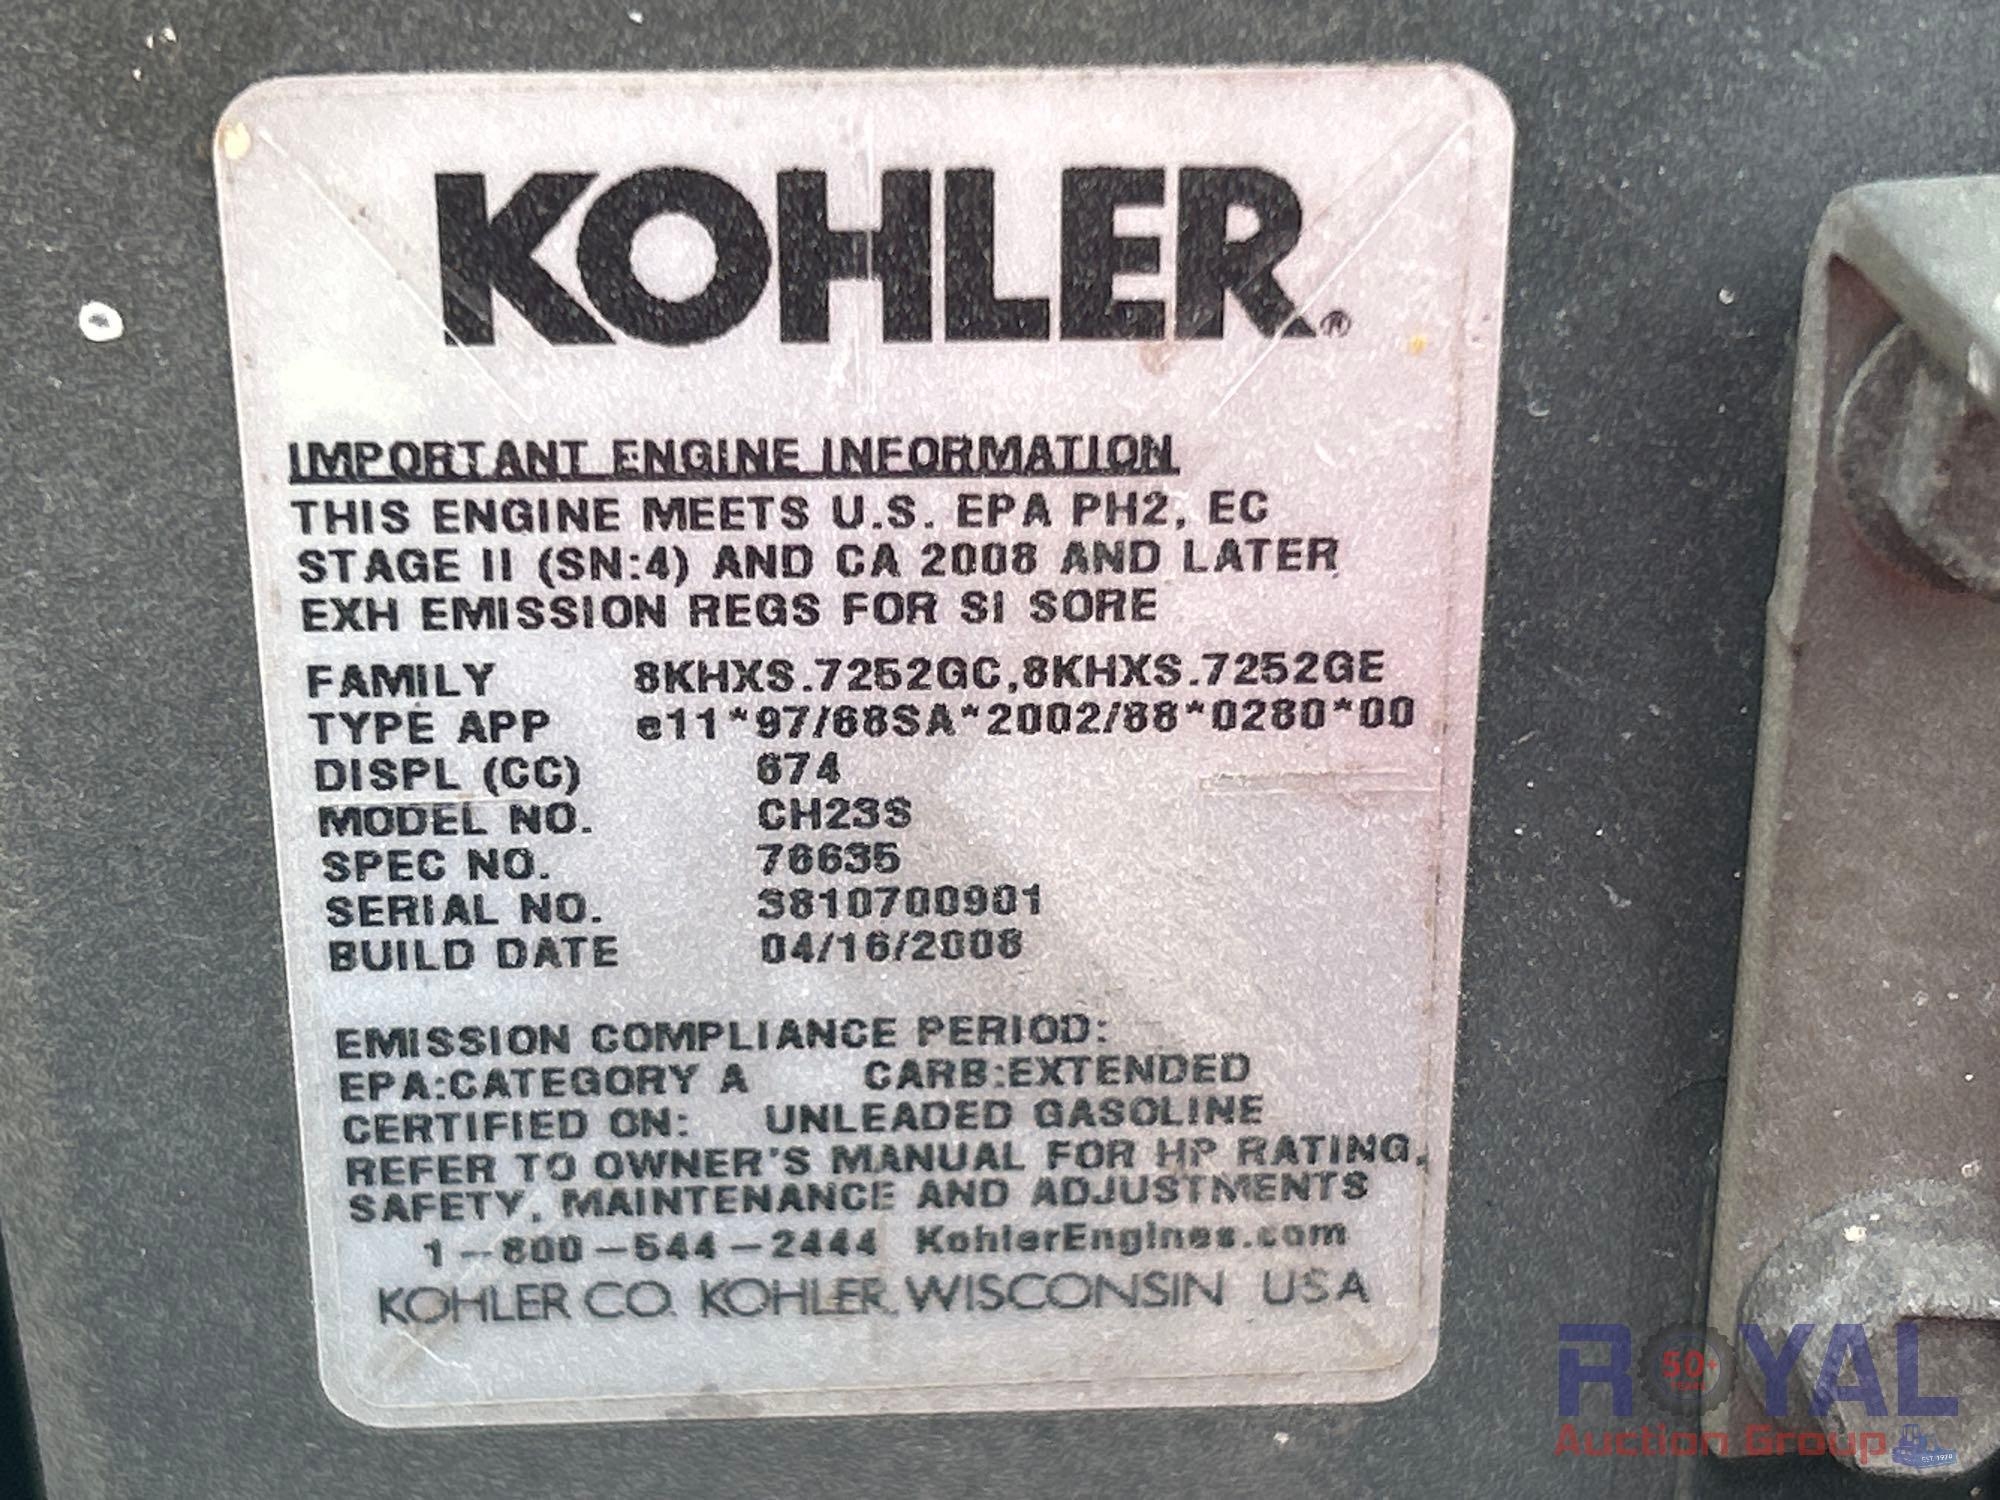 KOHLER®
IMPORTANT ENGINE INFORMATION
THIS ENGINE MEETS U.S. EPA PH2, EC
STAGE II (SN:4) AND CA 2008 AND LATER
EXH EMISSION REGS FOR SI SORE
FAMILY 8KHXS.7252GC,8KHXS.7252GE
TYPE APP e11*97/68SA*2002/88*0280*00
DISPL (CC) 674
MODEL NO. CH23S
SPEC NO. 76635
SERIAL NO. 3810700901
BUILD DATE 04/16/2008
EMISSION COMPLIANCE PERIOD:
EPA:CATEGORY A CARB:EXTENDED
CERTIFIED ON: UNLEADED GASOLINE
REFER TO OWNER'S MANUAL FOR HP RATING,
SAFETY, MAINTENANCE AND ADJUSTMENTS
1-800-544-2444 KohlerEngines.com
KOHLER CO. KOHLER, WISCONSIN USA
ROYAL
50+
Auction Group
EST. 1970